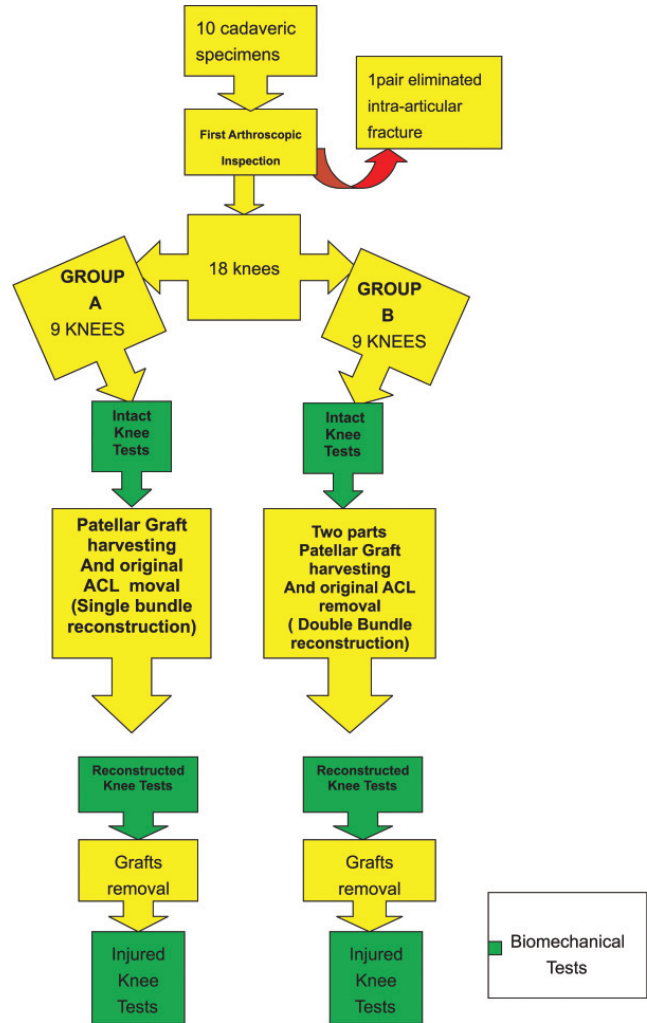 10 cadaveric
specimens
1pair eliminated
intra-articular
fracture
First Arthroscopic
Inspection
18 knees
GROUP
A
9 KNEES
GROUP
B
9 KNEES
Intact
Knee
Tests
Intact
Knee
Tests
Patellar Graft
harvesting
And original
ACL moval
(Single bundle
reconstruction)
Two parts
Patellar Graft
harvesting
And original ACL
removal
( Double Bundle
reconstruction)
Reconstructed
Knee Tests
Reconstructed
Knee Tests
Grafts
removal
Grafts
removal
Injured
Knee
Tests
Injured
Knee
Tests
Biomechanical
Tests